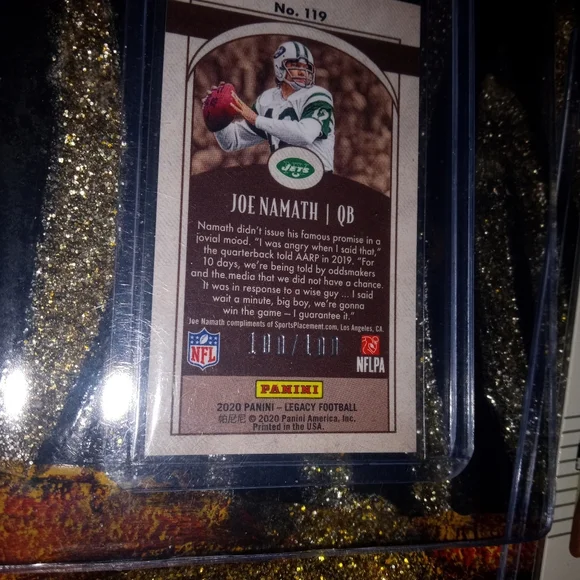 No. 119
12
JETS
JOE NAMATH | QB
Namath didn't issue his famous promise in a
jovial mood. "I was angry when I said that,"
the quarterback told AARP in 2019. "For
10 days, we're being told by oddsmakers
and the media that we did not have a chance.
It was in response to a wise guy ... I said
wait a minute, big boy, we're gonna
win the game – I guarantee it."
Joe Namath compliments of SportsPlacement.com, Los Angeles, CA.
NFL
100/100
NFLPA
PANINI
2020 PANINI – LEGACY FOOTBALL
帕尼尼 © 2020 Panini America, Inc.
Printed in the USA.